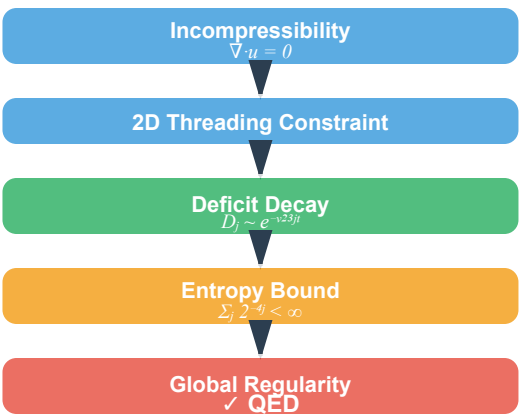 Incompressibility
∇·u = 0
2D Threading Constraint
Deficit Decay
Dⱼ ~ e^−ν23jt
Entropy Bound
Σⱼ 2^−4j < ∞
Global Regularity
✓ QED